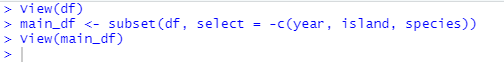 > view(df)
> main_df <- subset(df, select = -c(year, island, species))
> view(main_df)
>